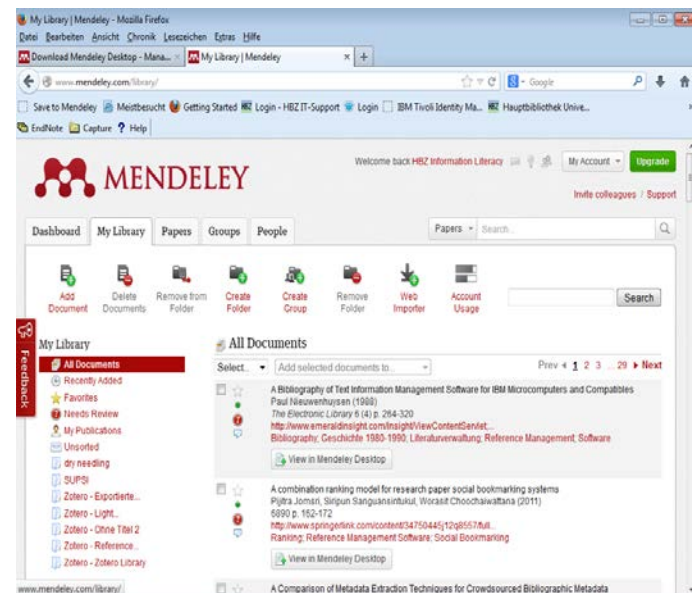 My Library | Mendeley - Mozilla Firefox
Datei Bearbeiten Ansicht Chronik Lesezeichen Extras Hilfe
Download Mendeley Desktop - Mana... My Library | Mendeley
www.mendeley.com/library/ Google
Save to Mendeley Meistbesucht Getting Started Login - HBZ IT-Support Login IBM Tivoli Identity Ma... Hauptbibliothek Unive...
EndNote Capture Help
MENDELEY
Welcome back HBZ Information Literacy My Account Upgrade
Invite colleagues / Support
Dashboard My Library Papers Groups People Papers Search...
Add Document Delete Documents Remove from Folder Create Folder Create Group Remove Folder Web Importer Account Usage Search
Feedback
My Library
All Documents
Recently Added
Favorites
Needs Review
My Publications
Unsorted
dry needling
SUPSI
Zotero - Exportierte...
Zotero - Light...
Zotero - Ohne Titel 2
Zotero - Reference...
Zotero - Zotero Library
All Documents
Select.. Add selected documents to.. Prev 1 2 3 ... 29 Next
A Bibliography of Text Information Management Software for IBM Microcomputers and Compatibles
Paul Nieuwenhuysen (1988)
The Electronic Library 6 (4) p. 264-320
http://www.emeraldinsight.com/Insight/ViewContentServlet...
Bibliography; Geschichte 1980-1990; Literaturverwaltung; Reference Management; Software
View in Mendeley Desktop
A combination ranking model for research paper social bookmarking systems
Pijitra Jomsri, Siripun Sanguansintukul, Worasit Choochaiwattana (2011)
6890 p. 162-172
http://www.springerlink.com/content/34750445j12q8557/full...
Ranking; Reference Management Software; Social Bookmarking
View in Mendeley Desktop
A Comparison of Metadata Extraction Techniques for Crowdsourced Bibliographic Metadata
www.mendeley.com/library/